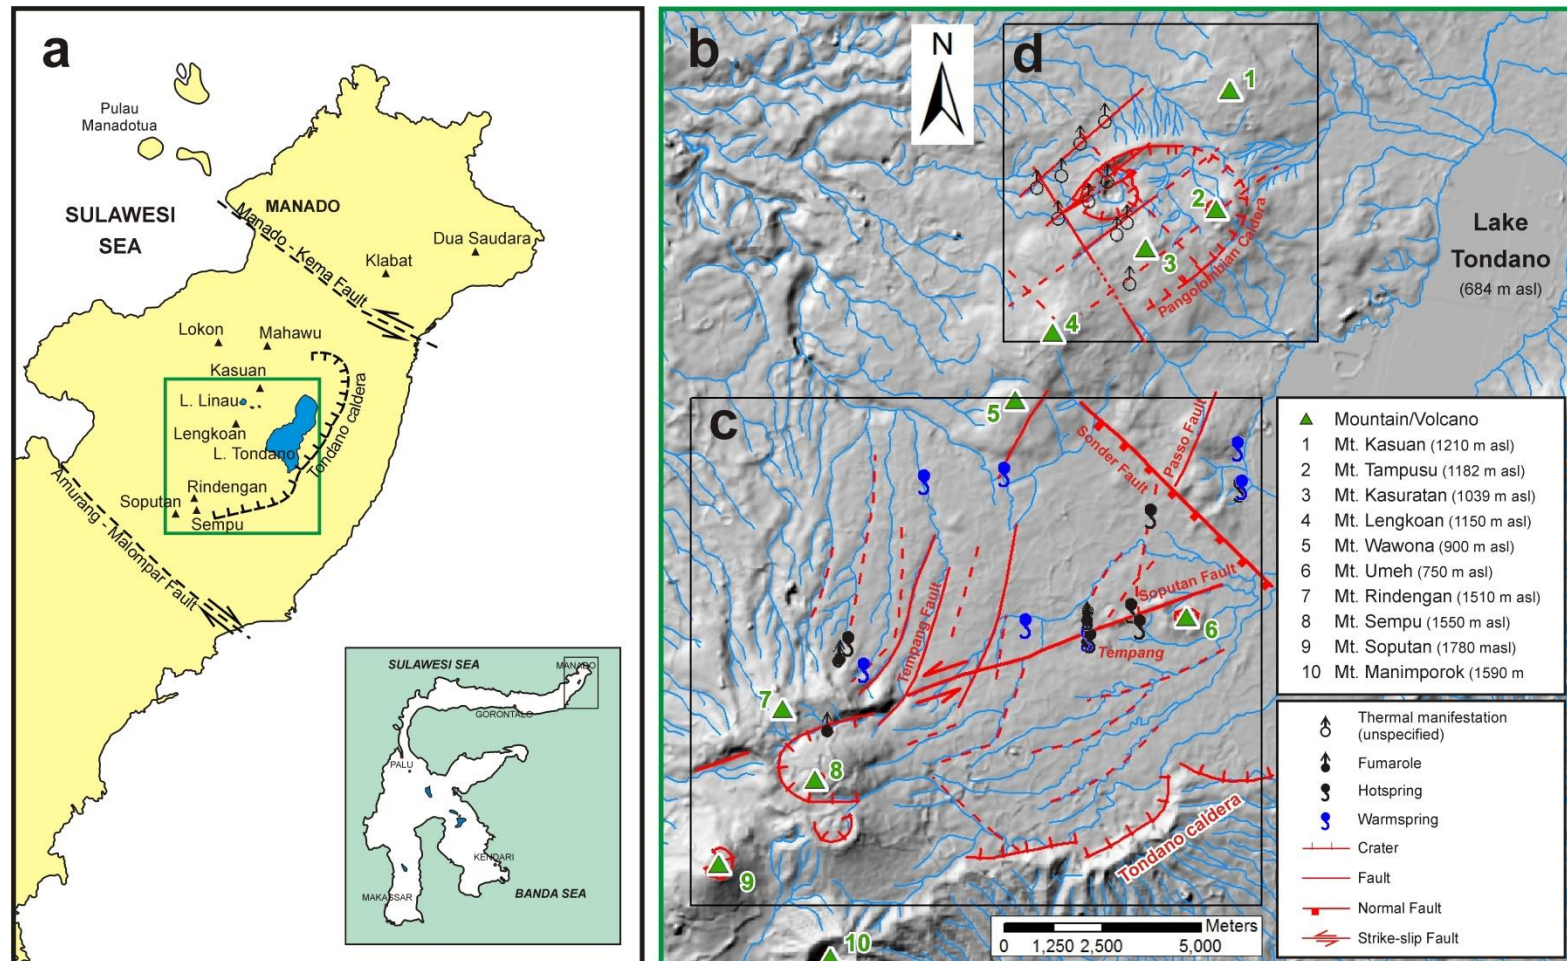 a
Pulau
Manadotua
SULAWESI
SEA
MANADO
Manado - Kema Fault
Dua Saudara
Klabat
Lokon
Mahawu
Kasuan
L. Linau
Lengkoan
L. Tondano
Tondano caldera
Rindengan
Soputan
Sempu
Amurang - Malompar Fault
SULAWESI SEA
MANADO
GORONTALO
PALU
KENDARI
MAKASSAR
BANDA SEA
b
N
d
1
2
3
4
Pangolombian Caldera
Lake
Tondano
(684 m asl)
c
5
Sonder Fault
Passo Fault
Soputan Fault
Tempang Fault
Tempang
6
7
8
9
10
Tondano caldera
Meters
0 1,250 2,500 5,000
Mountain/Volcano
1 Mt. Kasuan (1210 m asl)
2 Mt. Tampusu (1182 m asl)
3 Mt. Kasuratan (1039 m asl)
4 Mt. Lengkoan (1150 m asl)
5 Mt. Wawona (900 m asl)
6 Mt. Umeh (750 m asl)
7 Mt. Rindengan (1510 m asl)
8 Mt. Sempu (1550 m asl)
9 Mt. Soputan (1780 masl)
10 Mt. Manimporok (1590 m
Thermal manifestation
(unspecified)
Fumarole
Hotspring
Warmspring
Crater
Fault
Normal Fault
Strike-slip Fault